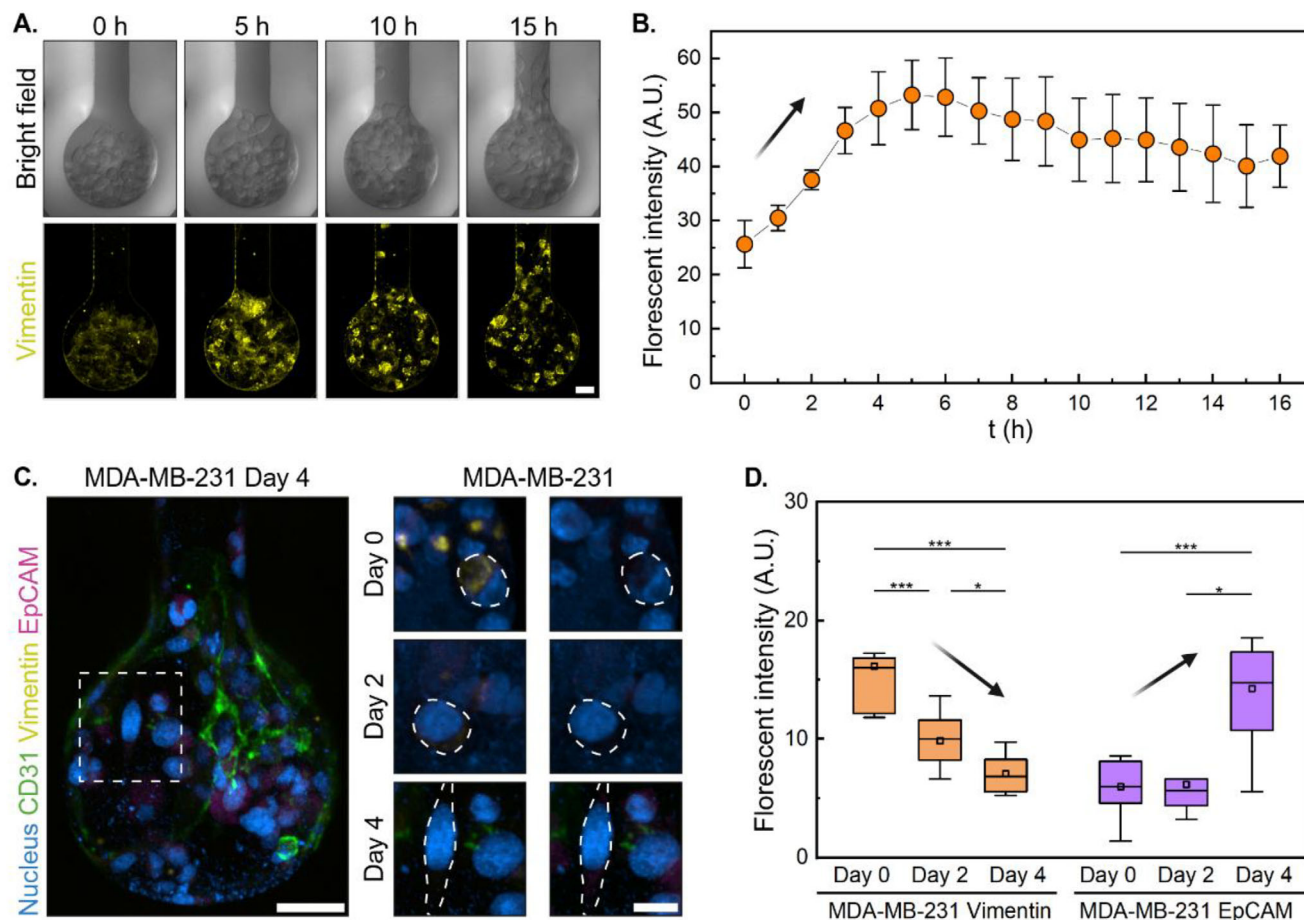 A.
0 h 5 h 10 h 15 h
Bright field
Vimentin
B.
Florescent intensity (A.U.)
60
50
40
30
20
10
0
0 2 4 6 8 10 12 14 16
t (h)
C.
MDA-MB-231 Day 4
MDA-MB-231
Nucleus CD31 Vimentin EpCAM
Day 0
Day 2
Day 4
D.
Florescent intensity (A.U.)
30
20
10
0
***
***
***
*
*
Day 0 Day 2 Day 4 Day 0 Day 2 Day 4
MDA-MB-231 Vimentin MDA-MB-231 EpCAM